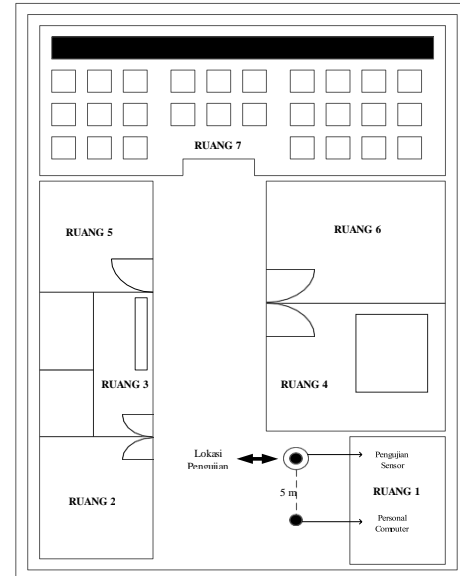 RUANG 7
RUANG 5
RUANG 6
RUANG 3
RUANG 4
Lokasi
Pengujian
Pengujian
Sensor
5 m
RUANG 1
RUANG 2
Personal
Computer